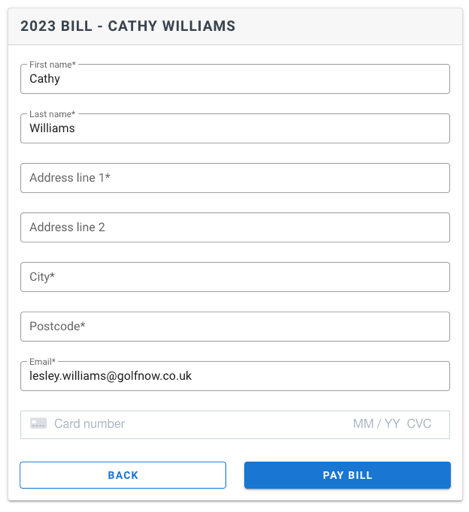 2023 BILL - CATHY WILLIAMS
First name*
Cathy
Last name*
Williams
Address line 1*
Address line 2
City*
Postcode*
Email*
lesley.williams@golfnow.co.uk
Card number MM / YY CVC
BACK PAY BILL